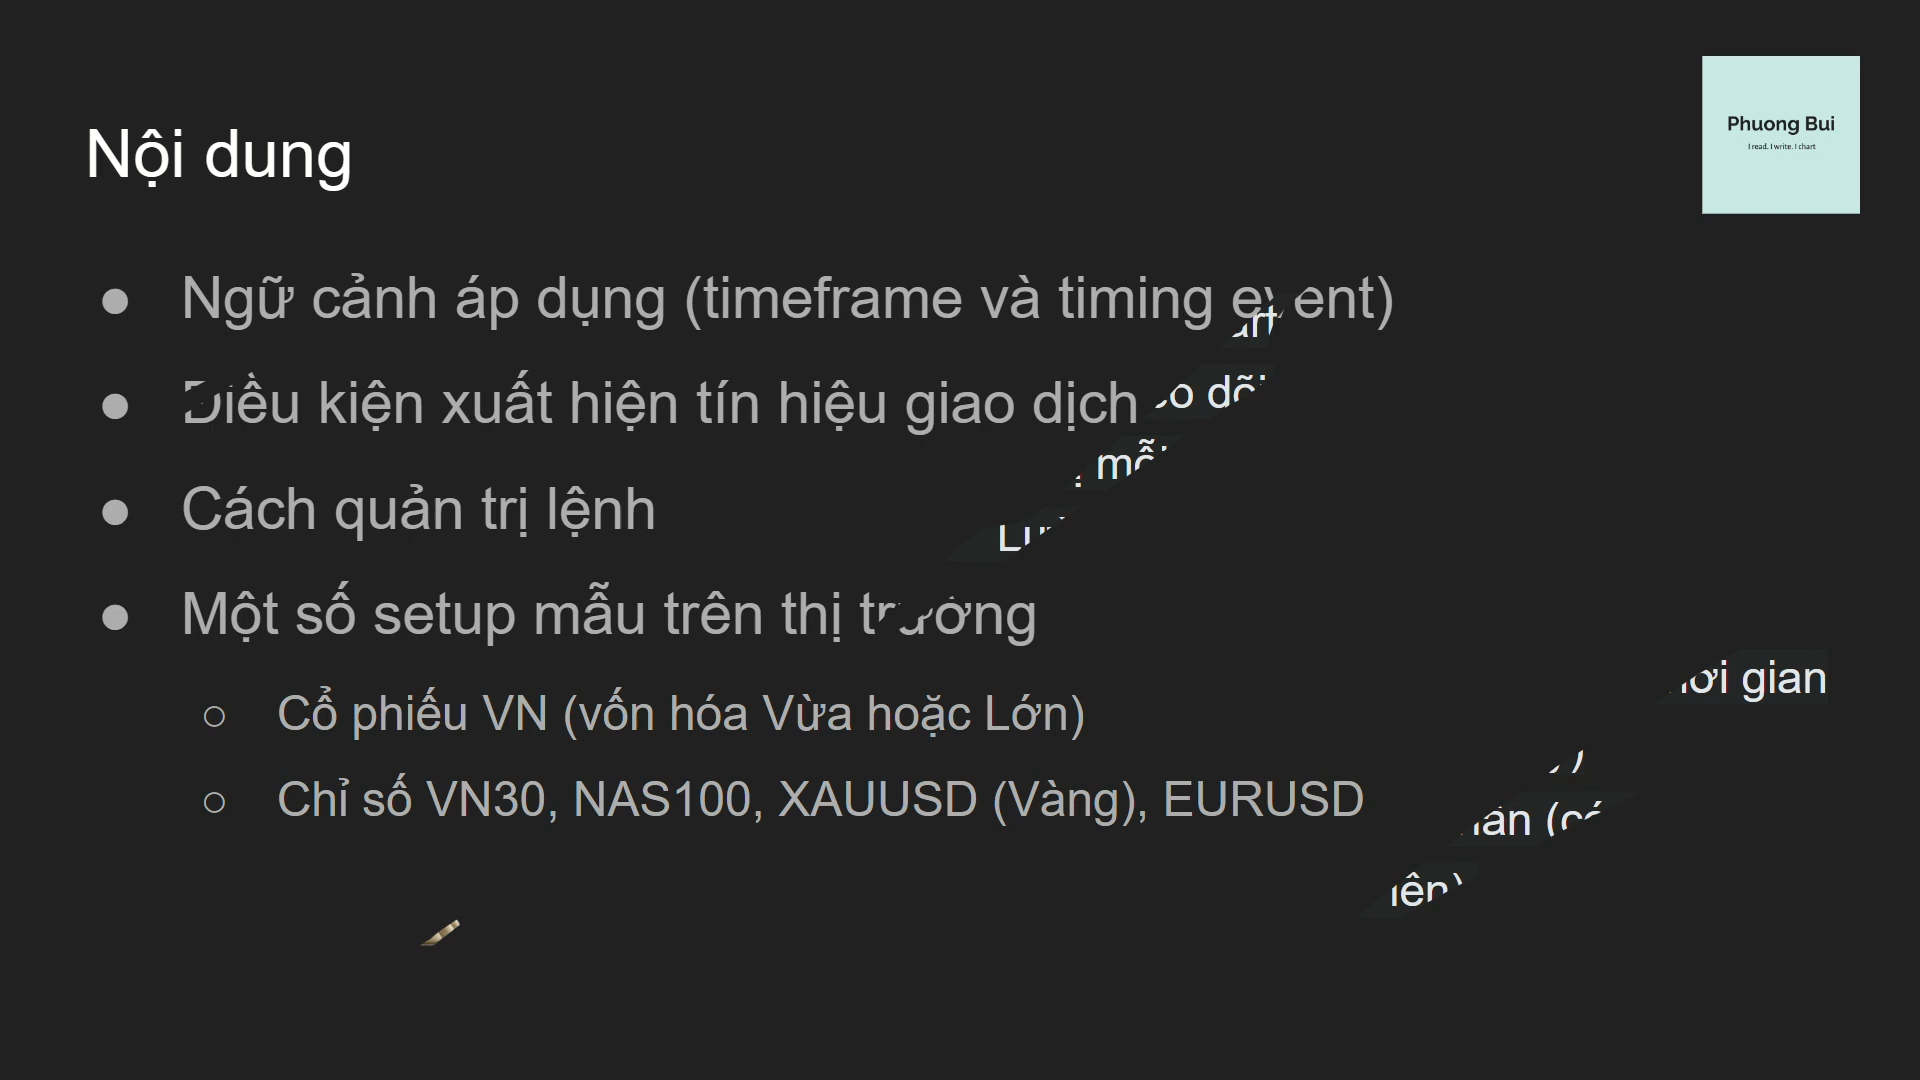 Phuong Bui
I read. I write. I chart
Nội dung
● Ngữ cảnh áp dụng (timeframe và timing event)
● Điều kiện xuất hiện tín hiệu giao dịch
● Cách quản trị lệnh
● Một số setup mẫu trên thị trường
○ Cổ phiếu VN (vốn hóa Vừa hoặc Lớn)
○ Chỉ số VN30, NAS100, XAUUSD (Vàng), EURUSD
gian